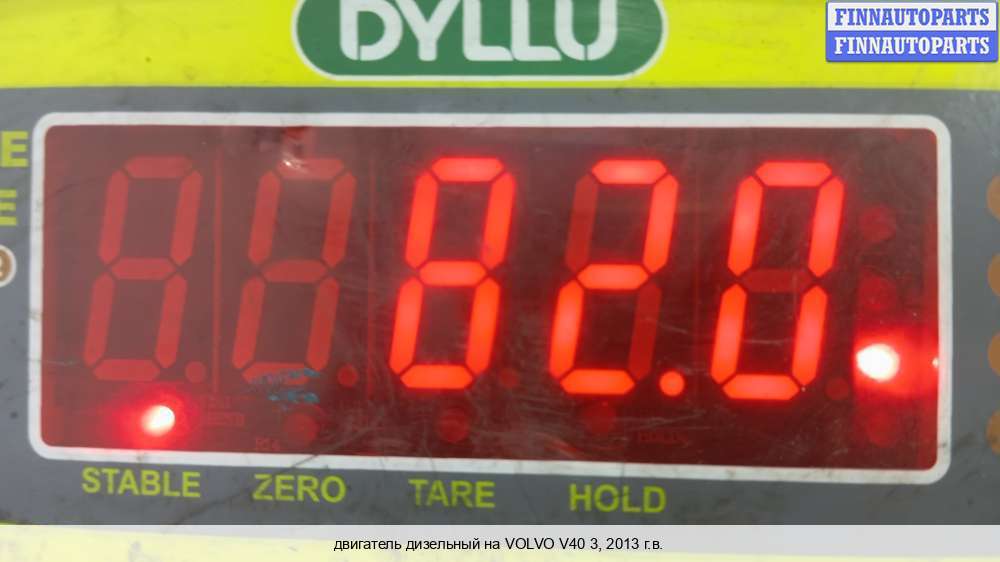 DYLLU
FINNAUTOPARTS
FINNAUTOPARTS
E
E
82.0
STABLE ZERO TARE HOLD
двигатель дизельный на VOLVO V40 3, 2013 г.в.